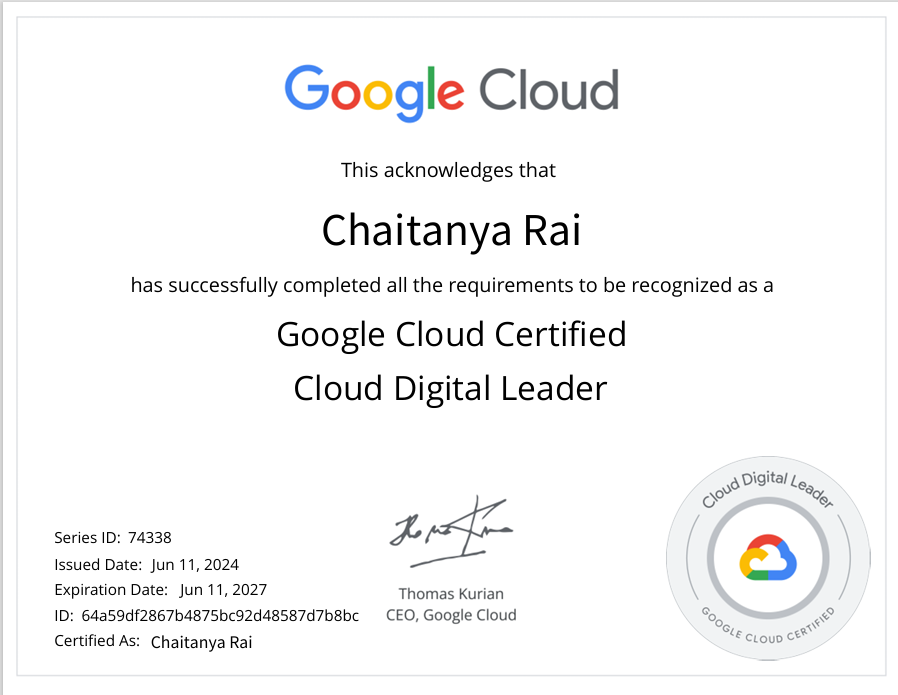 Google Cloud
This acknowledges that
Chaitanya Rai
has successfully completed all the requirements to be recognized as a
Google Cloud Certified
Cloud Digital Leader
Series ID: 74338
Issued Date: Jun 11, 2024
Expiration Date: Jun 11, 2027
ID: 64a59df2867b4875bc92d48587d7b8bc
Certified As: Chaitanya Rai
Thomas Kurian
CEO, Google Cloud
Cloud Digital Leader
GOOGLE CLOUD CERTIFIED